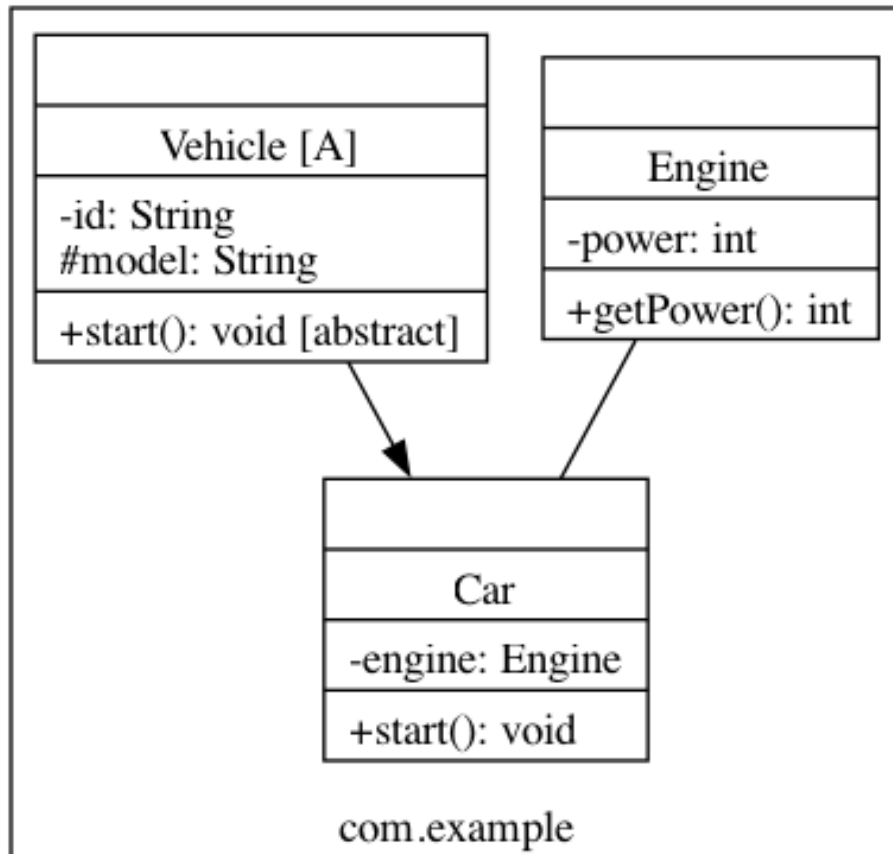 Vehicle [A]
-id: String
#model: String
+start(): void [abstract]
Engine
-power: int
+getPower(): int
Car
-engine: Engine
+start(): void
com.example